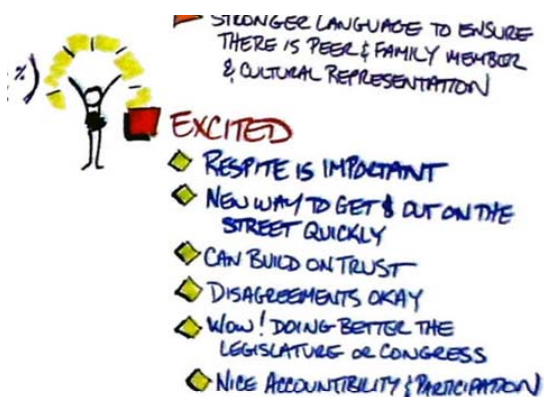 STRONGER LANGUAGE TO ENSURE
THERE IS PEER & FAMILY MEMBER
& CULTURAL REPRESENTATION
%)
EXCITED
RESPITE IS IMPORTANT
NEW WAY TO GET $ OUT ON THE
STREET QUICKLY
CAN BUILD ON TRUST
DISAGREEMENTS OKAY
WOW! DOING BETTER THE
LEGISLATURE OR CONGRESS
NICE ACCOUNTIBILITY & PARTICIPATION